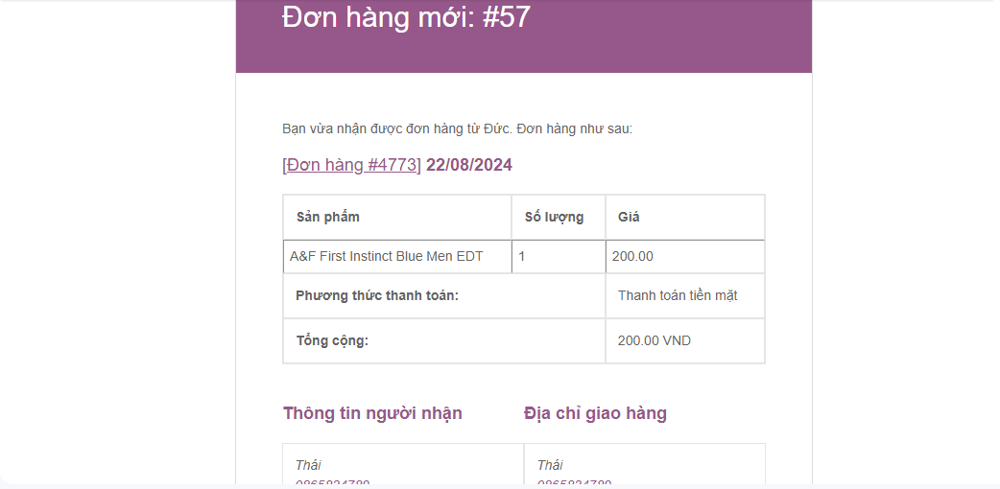 Đơn hàng mới: #57
Bạn vừa nhận được đơn hàng từ Đức. Đơn hàng như sau:
[Đơn hàng #4773] 22/08/2024
Sản phẩm Số lượng Giá
A&F First Instinct Blue Men EDT 1 200.00
Phương thức thanh toán: Thanh toán tiền mặt
Tổng cộng: 200.00 VND
Thông tin người nhận Địa chỉ giao hàng
Thái Thái